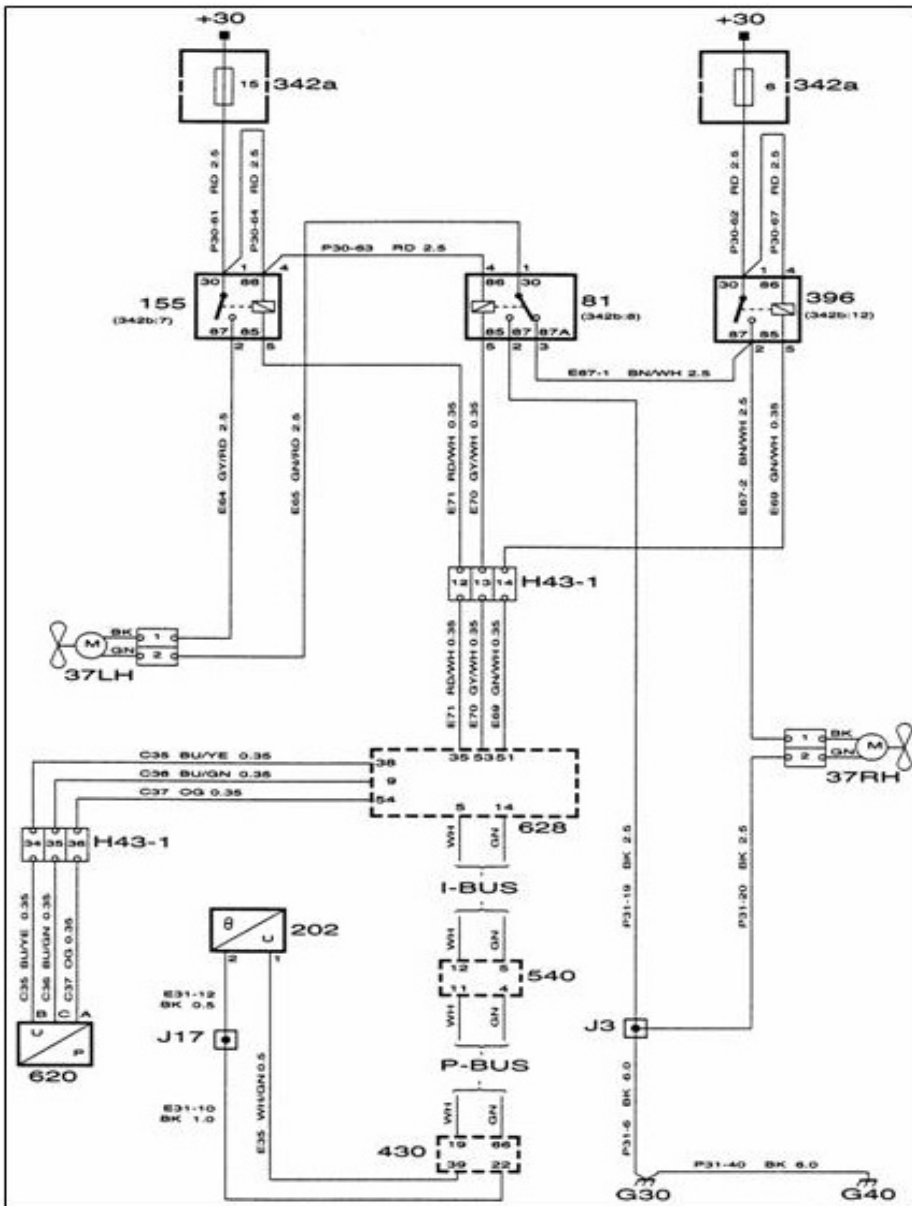 +30 +30
15 342a 6 342a
P30-61 RD 2.5
P30-64 RD 2.5
P30-62 RD 2.5
P30-67 RD 2.5
P30-63 RD 2.5
1 4 4 1 1 4
30 86 86 30 30 86
155 81 396
(342b:7) (342b:8) (342b:12)
87 85 85 87 87A 87 85
2 5 5 2 3 2 5
E67-1 BN/WH 2.5
E64 GY/RD 2.5
E65 GN/RD 2.5
E71 RD/WH 0.35
E70 GY/WH 0.35
E67-2 BN/WH 2.5
E69 GN/WH 0.35
12 13 14 H43-1
BK 1
M
GN 2
37LH
E71 RD/WH 0.35
E70 GY/WH 0.35
E69 GN/WH 0.35
1 BK
M
2 GN
37RH
C35 BU/YE 0.35
C36 BU/GN 0.35
C37 OG 0.35
38 35 53 51
9
54
5 14
628
34 35 36 H43-1
WH GN
I-BUS
WH GN
P31-19 BK 2.5
P31-20 BK 2.5
C35 BU/YE 0.35
C36 BU/GN 0.35
C37 OG 0.35
θ U 202
2 1
12 5
540
11 4
E31-12
BK 0.5
B C A
U P
620
J17
WH GN
P-BUS
WH GN
J3
E31-10
BK 1.0
E35 WH/GN 0.5
P31-6 BK 6.0
19 66
430
39 22
P31-40 BK 6.0
G30 G40